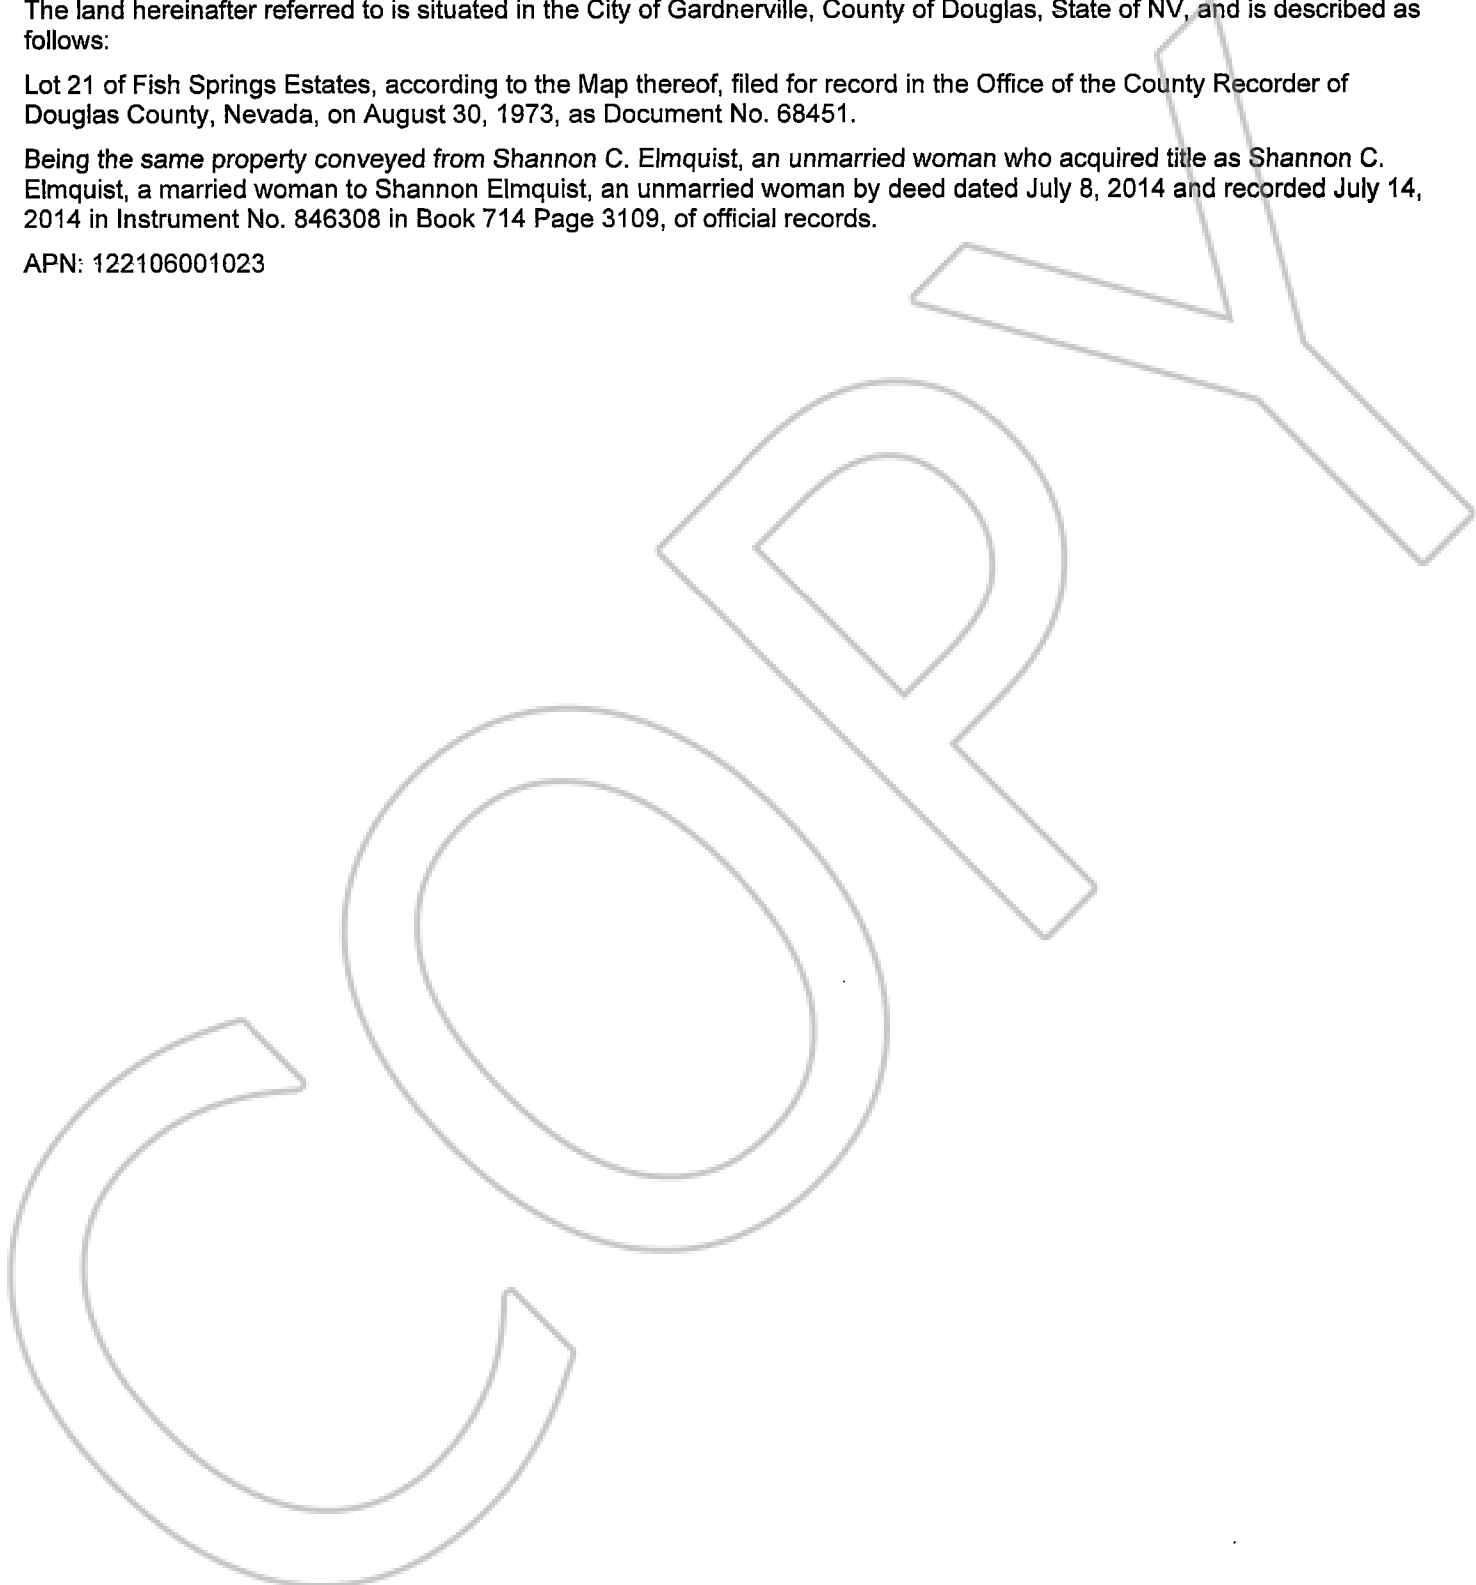 The land hereinafter referred to is situated in the City of Gardnerville, County of Douglas, State of NV, and is described as
follows:
Lot 21 of Fish Springs Estates, according to the Map thereof, filed for record in the Office of the County Recorder of
Douglas County, Nevada, on August 30, 1973, as Document No. 68451.
Being the same property conveyed from Shannon C. Elmquist, an unmarried woman who acquired title as Shannon C.
Elmquist, a married woman to Shannon Elmquist, an unmarried woman by deed dated July 8, 2014 and recorded July 14,
2014 in Instrument No. 846308 in Book 714 Page 3109, of official records.
APN: 122106001023
COPY